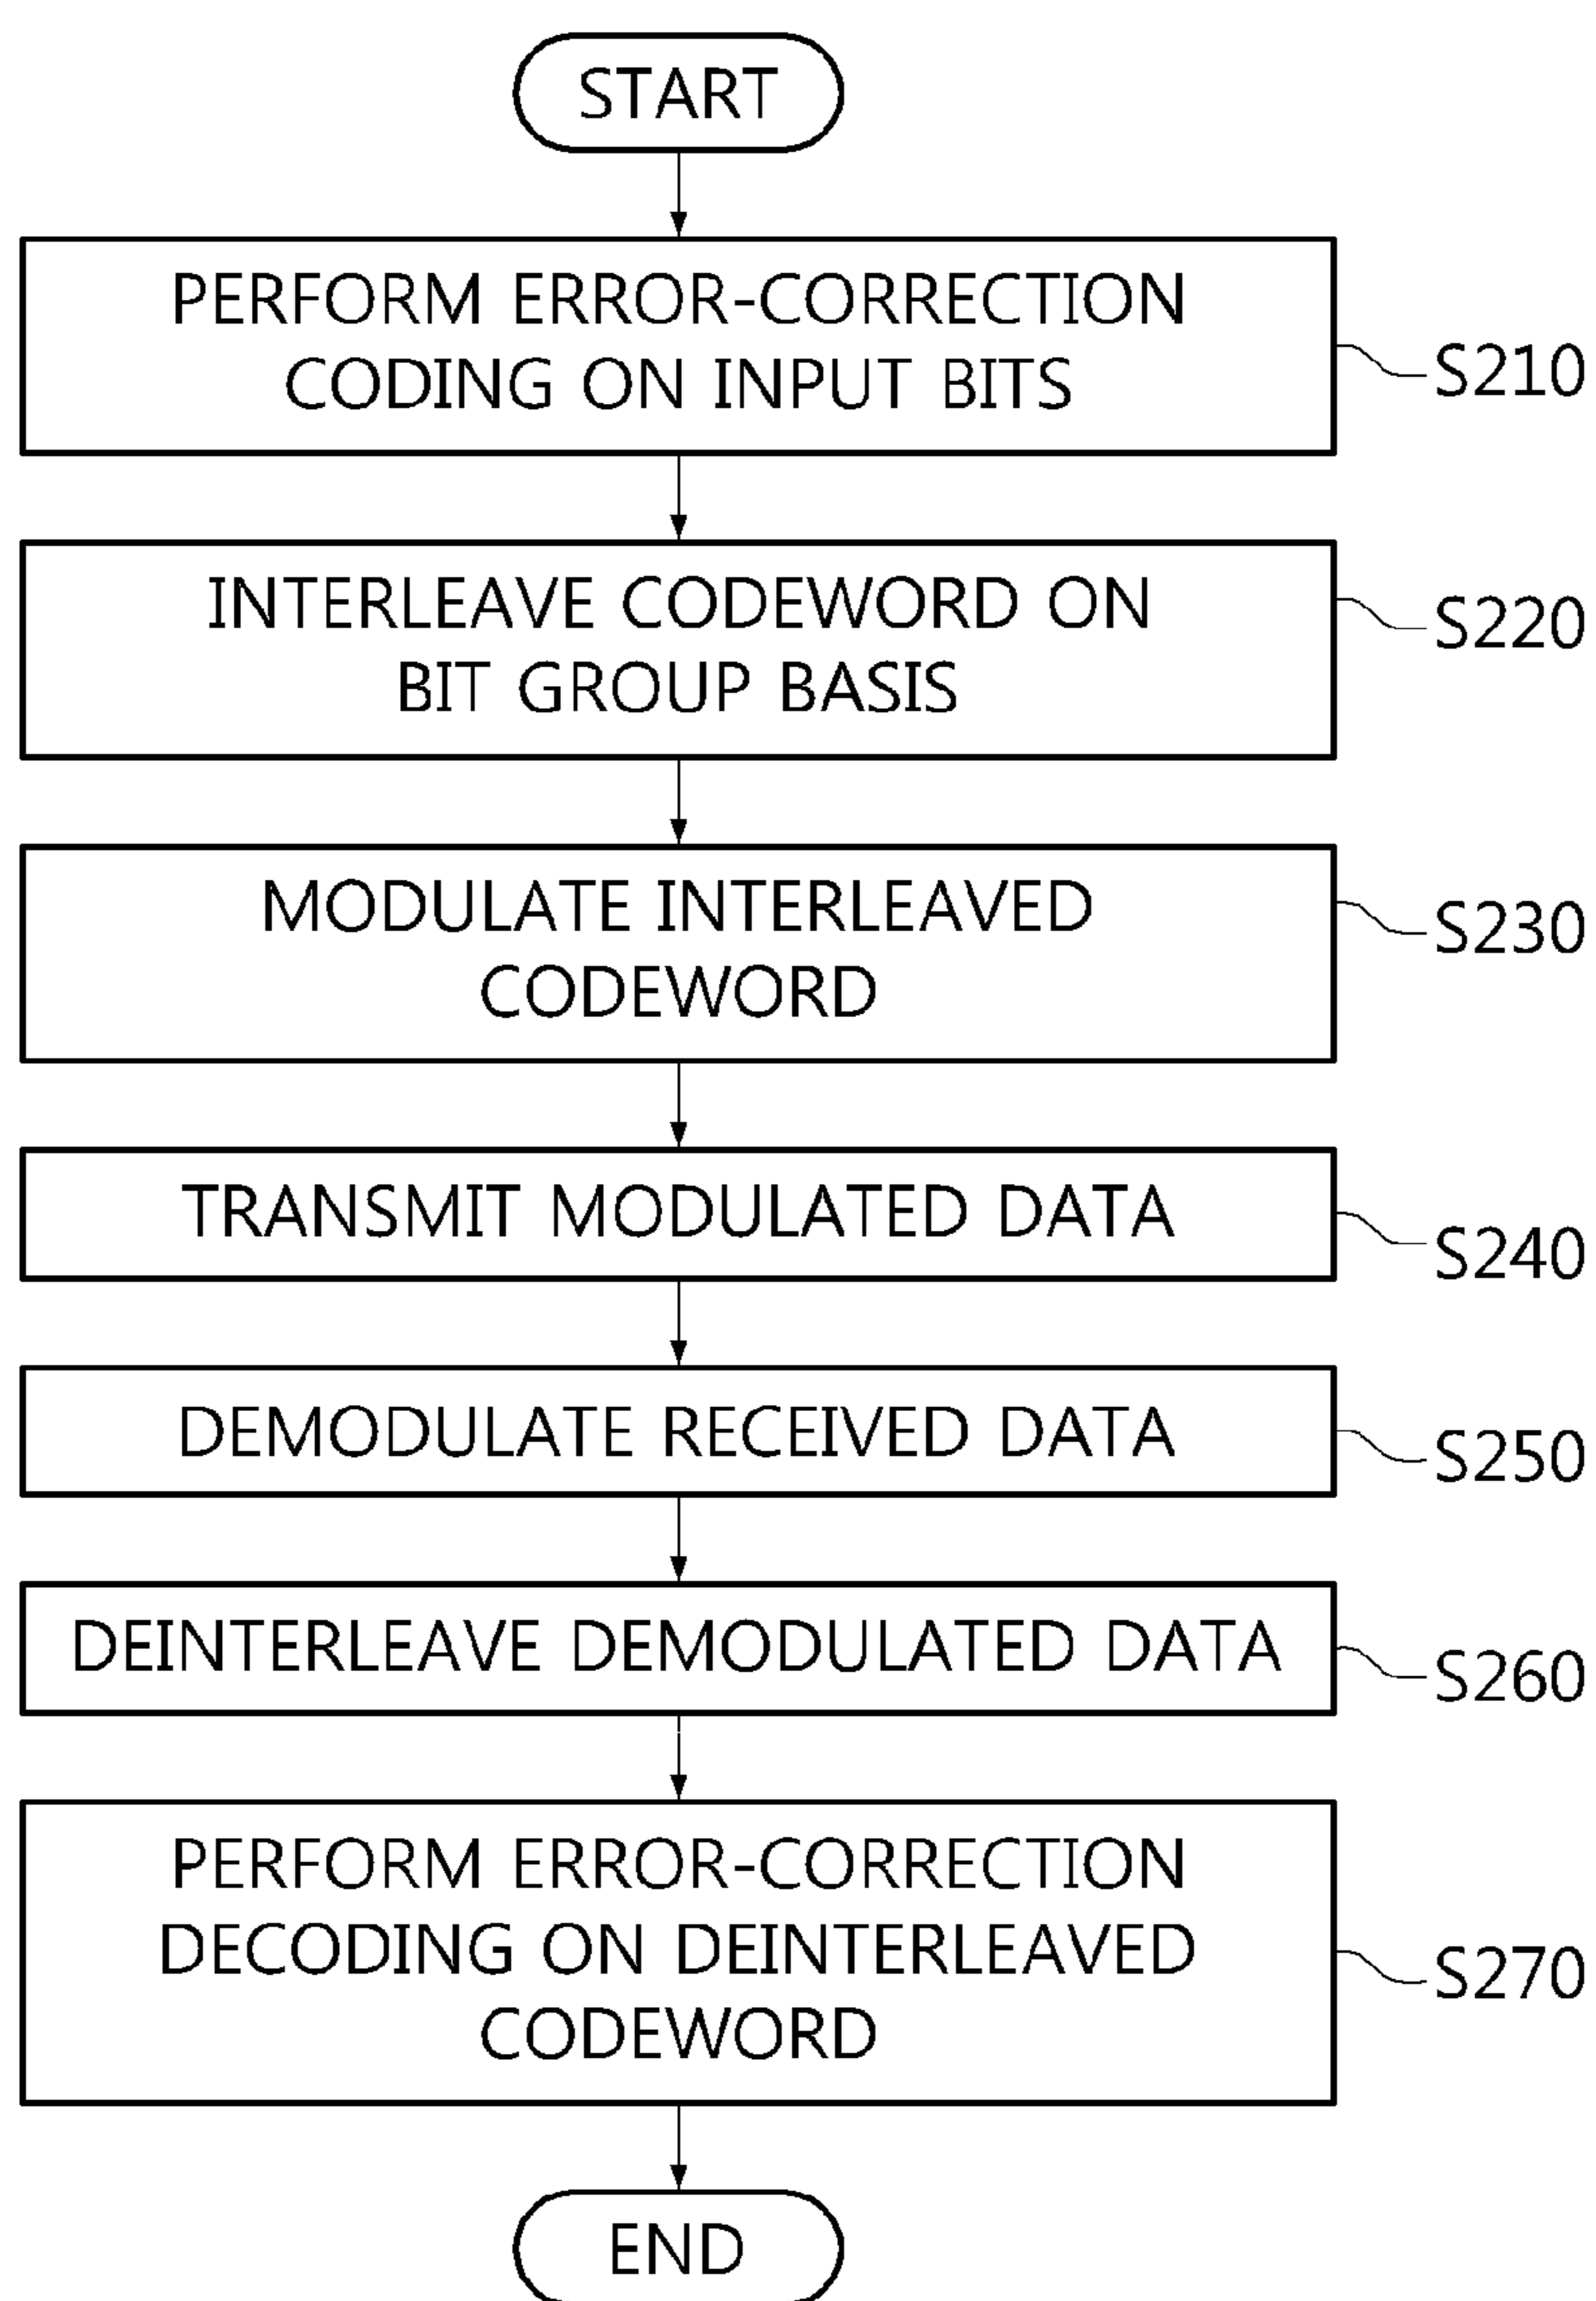 START
PERFORM ERROR-CORRECTION
CODING ON INPUT BITS
S210
INTERLEAVE CODEWORD ON
BIT GROUP BASIS
S220
MODULATE INTERLEAVED
CODEWORD
S230
TRANSMIT MODULATED DATA
S240
DEMODULATE RECEIVED DATA
S250
DEINTERLEAVE DEMODULATED DATA
S260
PERFORM ERROR-CORRECTION
DECODING ON DEINTERLEAVED
CODEWORD
S270
END